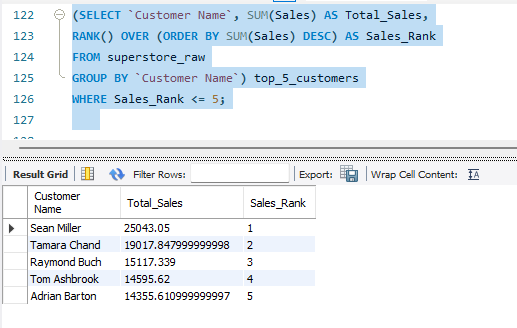 122 (SELECT `Customer Name`, SUM(Sales) AS Total_Sales,
123 RANK() OVER (ORDER BY SUM(Sales) DESC) AS Sales_Rank
124 FROM superstore_raw
125 GROUP BY `Customer Name`) top_5_customers
126 WHERE Sales_Rank <= 5;
127
Result Grid Filter Rooms: Export: Wrap Cell Content: IA
Customer Name Total_Sales Sales_Rank
Sean Miller 25043.05 1
Tamara Chand 19017.847999999998 2
Raymond Buch 15117.339 3
Tom Ashbrook 14595.62 4
Adrian Barton 14355.610999999997 5